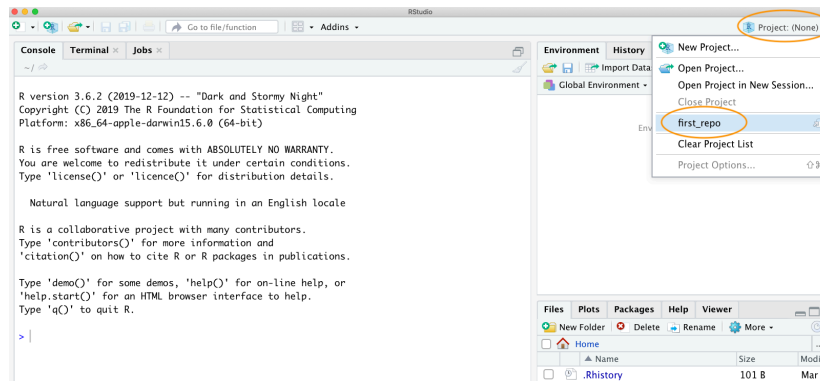 RStudio
Go to file/function
Addins
Project: (None)
Console Terminal Jobs
~/
R version 3.6.2 (2019-12-12) -- "Dark and Stormy Night"
Copyright (C) 2019 The R Foundation for Statistical Computing
Platform: x86_64-apple-darwin15.6.0 (64-bit)
R is free software and comes with ABSOLUTELY NO WARRANTY.
You are welcome to redistribute it under certain conditions.
Type 'license()' or 'licence()' for distribution details.
Natural language support but running in an English locale
R is a collaborative project with many contributors.
Type 'contributors()' for more information and
'citation()' on how to cite R or R packages in publications.
Type 'demo()' for some demos, 'help()' for on-line help, or
'help.start()' for an HTML browser interface to help.
Type 'q()' to quit R.
>
Environment History
Import Data
Global Environment
Env
New Project...
Open Project...
Open Project in New Session...
Close Project
first_repo
Clear Project List
Project Options... ⇧⌘
Files Plots Packages Help Viewer
New Folder Delete Rename More
Home
Name Size Modi
.Rhistory 101 B Mar